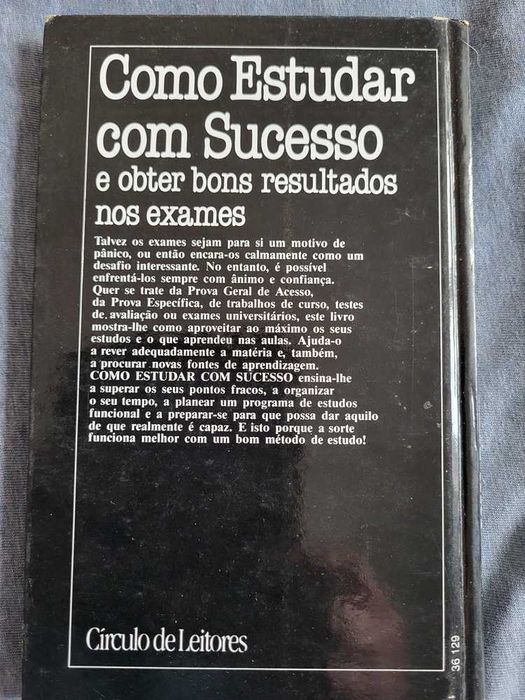 Como Estudar
com Sucesso
e obter bons resultados
nos exames
Talvez os exames sejam para si um motivo de
pânico, ou então encara-os calmamente como um
desafio interessante. No entanto, é possível
enfrentá-los sempre com ânimo e confiança.
Quer se trate da Prova Geral de Acesso,
da Prova Específica, de trabalhos de curso, testes
de avaliação ou exames universitários, este livro
mostra-lhe como aproveitar ao máximo os seus
estudos e o que aprendeu nas aulas. Ajuda-o
a rever adequadamente a matéria e, também,
a procurar novas fontes de aprendizagem.
COMO ESTUDAR COM SUCESSO ensina-lhe
a superar os seus pontos fracos, a organizar
o seu tempo, a planear um programa de estudos
funcional e a preparar-se para que possa dar aquilo
de que realmente é capaz. E isto porque a sorte
funciona melhor com um bom método de estudo!
Círculo de Leitores
36 129